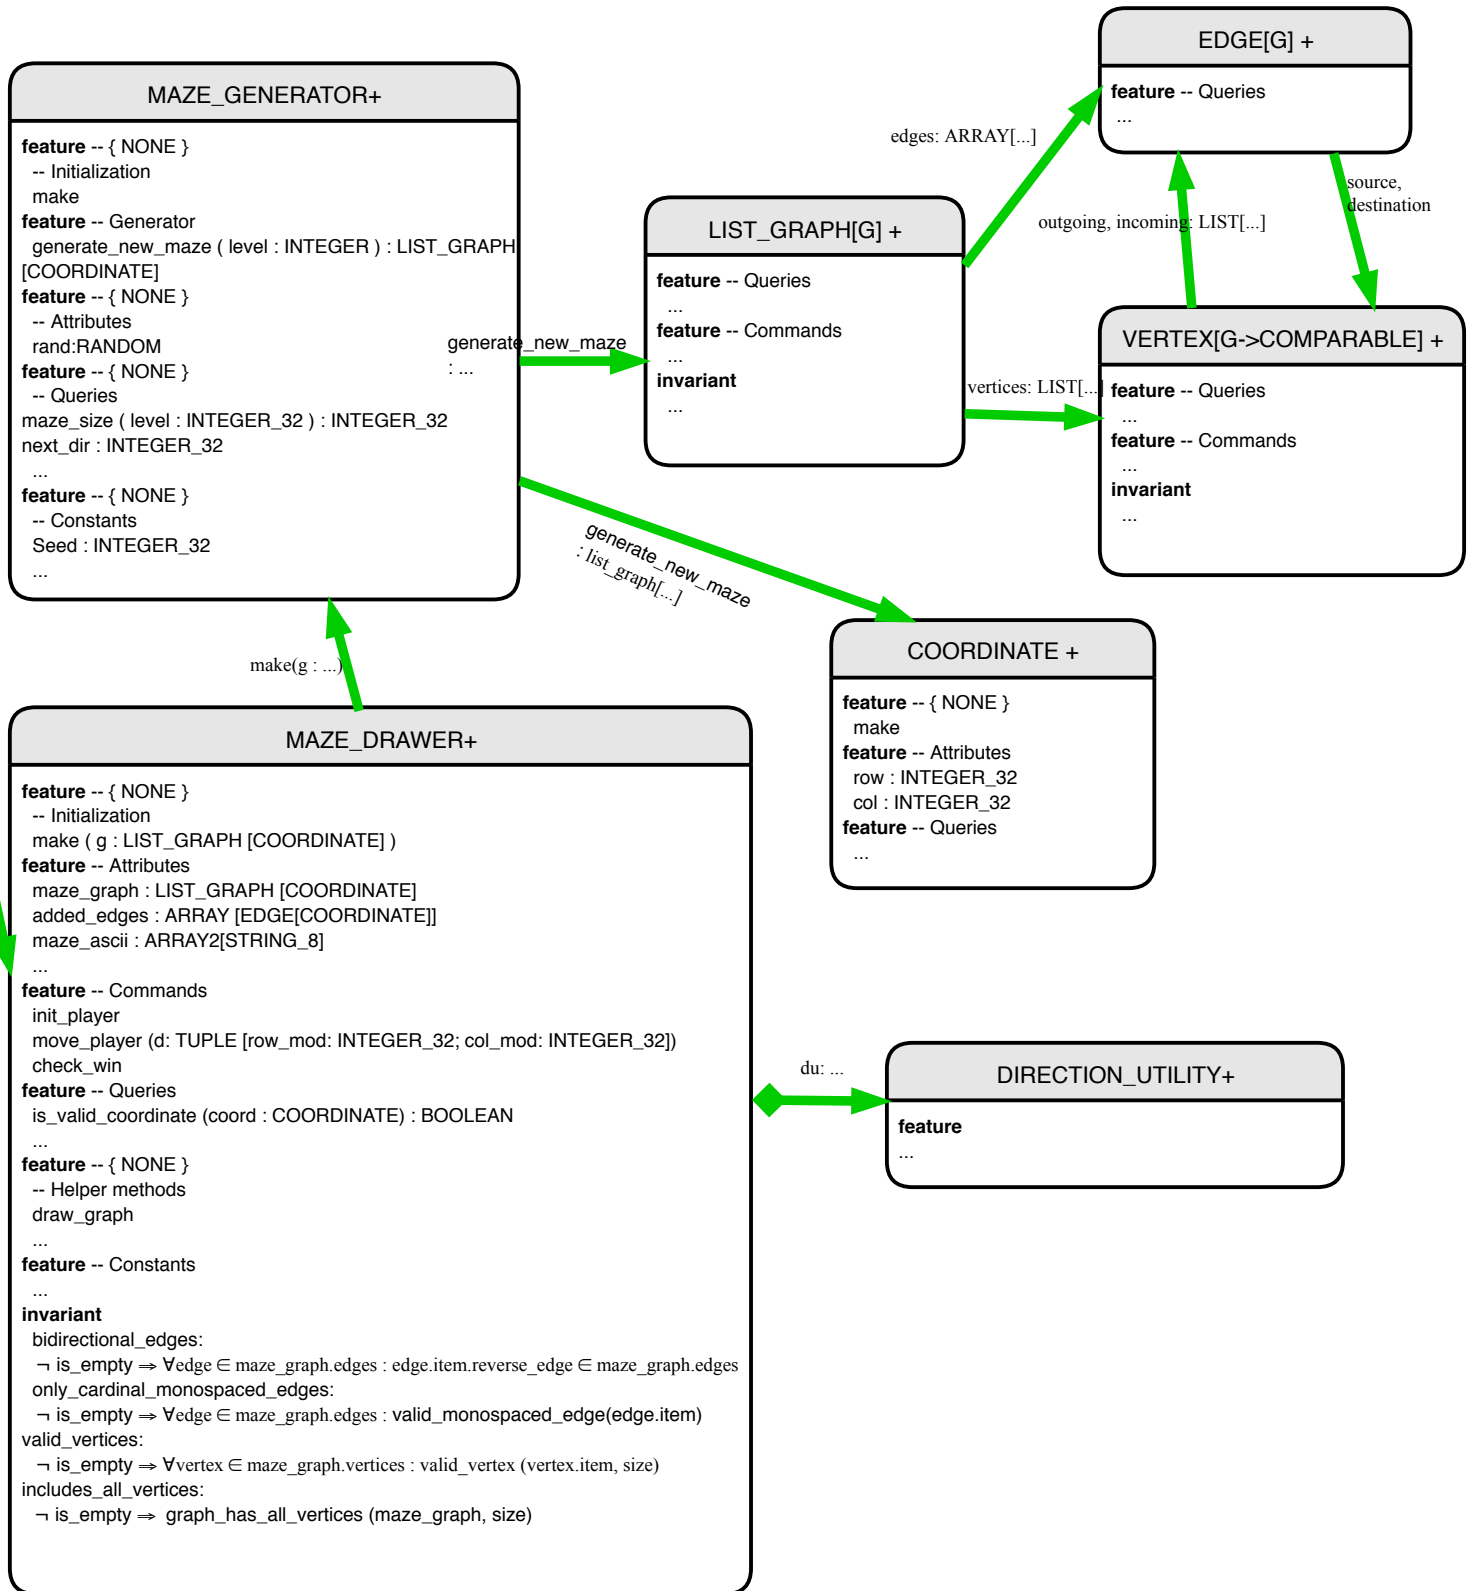 EDGE[G] +
feature -- Queries
...
MAZE_GENERATOR+
feature -- { NONE }
-- Initialization
make
feature -- Generator
generate_new_maze ( level : INTEGER ) : LIST_GRAPH
[COORDINATE]
feature -- { NONE }
-- Attributes
rand:RANDOM
feature -- { NONE }
-- Queries
maze_size ( level : INTEGER_32 ) : INTEGER_32
next_dir : INTEGER_32
...
feature -- { NONE }
-- Constants
Seed : INTEGER_32
...
generate_new_maze
: ...
LIST_GRAPH[G] +
feature -- Queries
...
feature -- Commands
...
invariant
...
edges: ARRAY[...]
outgoing, incoming: LIST[...]
source,
destination
vertices: LIST[...]
VERTEX[G->COMPARABLE] +
feature -- Queries
...
feature -- Commands
...
invariant
...
generate_new_maze
: list_graph[...]
make(g : ...)
COORDINATE +
feature -- { NONE }
make
feature -- Attributes
row : INTEGER_32
col : INTEGER_32
feature -- Queries
...
MAZE_DRAWER+
feature -- { NONE }
-- Initialization
make ( g : LIST_GRAPH [COORDINATE] )
feature -- Attributes
maze_graph : LIST_GRAPH [COORDINATE]
added_edges : ARRAY [EDGE[COORDINATE]]
maze_ascii : ARRAY2[STRING_8]
...
feature -- Commands
init_player
move_player (d: TUPLE [row_mod: INTEGER_32; col_mod: INTEGER_32])
check_win
feature -- Queries
is_valid_coordinate (coord : COORDINATE) : BOOLEAN
...
feature -- { NONE }
-- Helper methods
draw_graph
...
feature -- Constants
...
invariant
bidirectional_edges:
¬ is_empty ⇒ ∀edge ∈ maze_graph.edges : edge.item.reverse_edge ∈ maze_graph.edges
only_cardinal_monospaced_edges:
¬ is_empty ⇒ ∀edge ∈ maze_graph.edges : valid_monospaced_edge(edge.item)
valid_vertices:
¬ is_empty ⇒ ∀vertex ∈ maze_graph.vertices : valid_vertex (vertex.item, size)
includes_all_vertices:
¬ is_empty ⇒ graph_has_all_vertices (maze_graph, size)
du: ...
DIRECTION_UTILITY+
feature
...